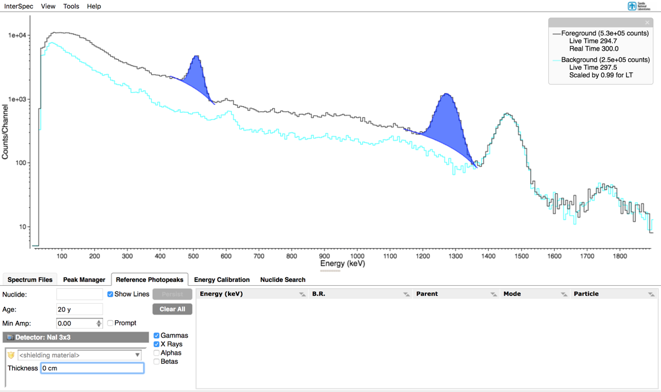 InterSpec View Tools Help
Foreground (5.3e+05 counts)
Live Time 294.7
Real Time 300.0
Background (2.5e+05 counts)
Live Time 297.5
Scaled by 0.99 for LT
Counts/Channel
1e+04
1e+03
100
10
100 200 300 400 500 600 700 800 900 1000 1100 1200 1300 1400 1500 1600 1700 1800
Energy (keV)
Spectrum Files Peak Manager Reference Photopeaks Energy Calibration Nuclide Search
Nuclide: Show Lines
Age: 20 y Clear All
Min Amp: 0.00 Prompt
Detector: NaI 3x3
<shielding material>
Thickness 0 cm
Gammas
X Rays
Alphas
Betas
Energy (keV) B.R. Parent Mode Particle